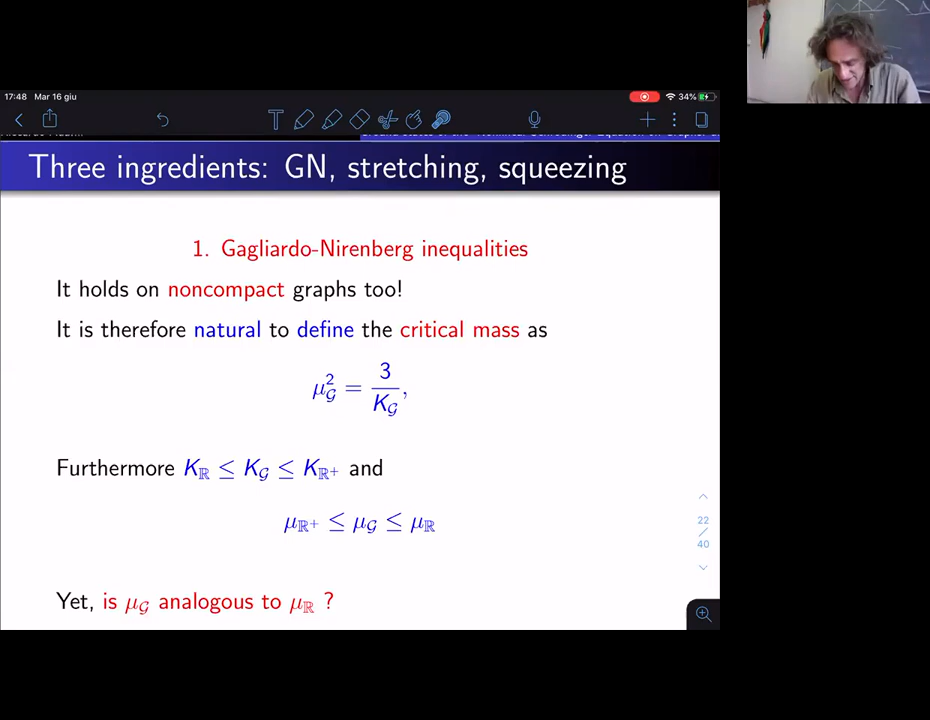 17:48 Mar 16 giu
34%
Three ingredients: GN, stretching, squeezing
1. Gagliardo-Nirenberg inequalities
It holds on noncompact graphs too!
It is therefore natural to define the critical mass as
μ²_𝒢 = 3/K_𝒢,
Furthermore K_ℝ ≤ K_𝒢 ≤ K_ℝ⁺ and
μ_ℝ⁺ ≤ μ_𝒢 ≤ μ_ℝ
22
/
40
Yet, is μ_𝒢 analogous to μ_ℝ ?